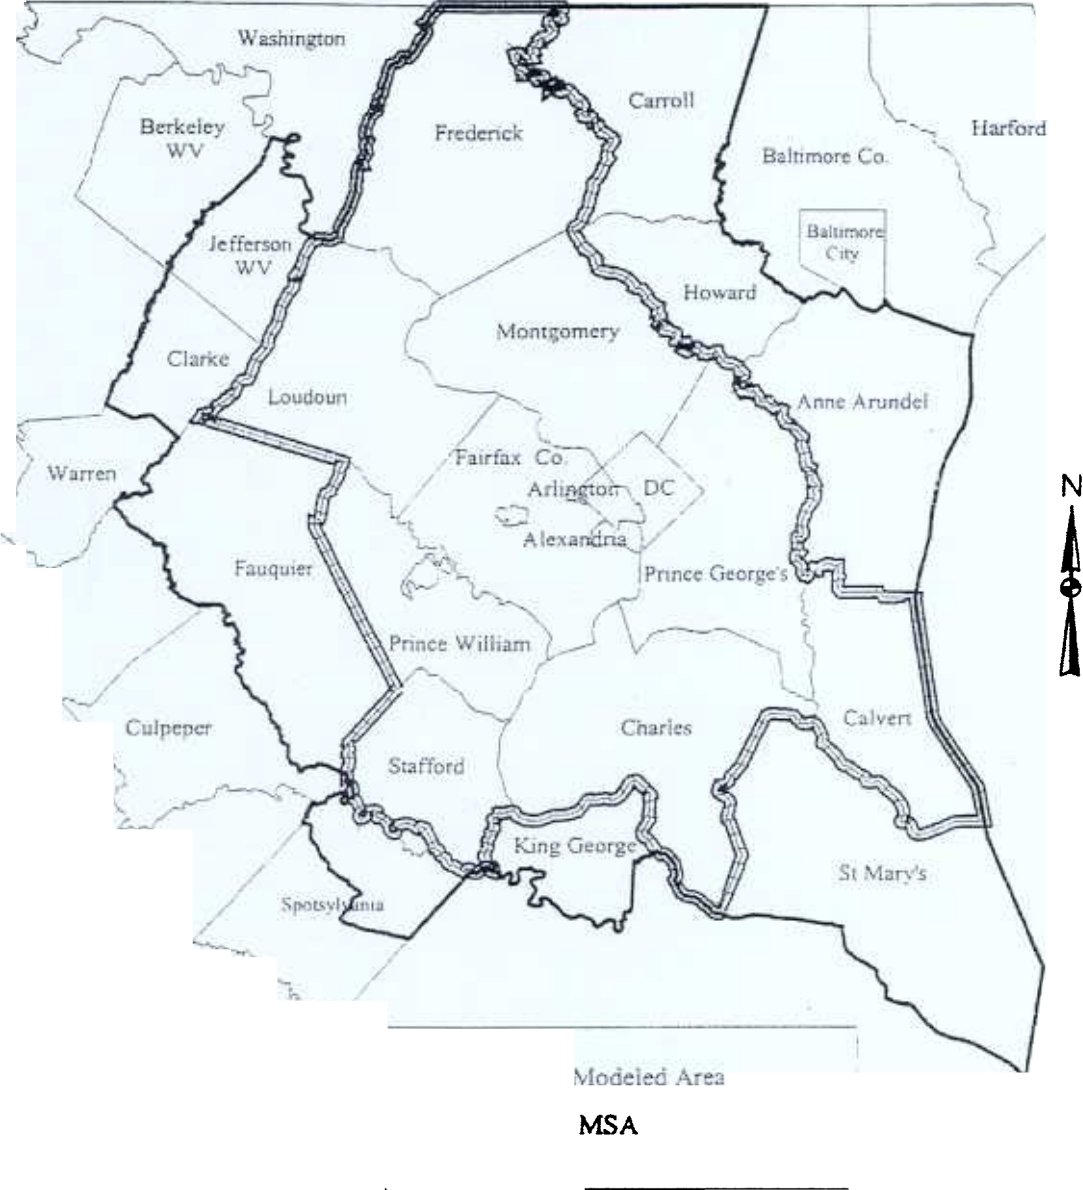 Washington
Carroll
Berkeley
WV
Frederick
Harford
Baltimore Co.
Baltimore
City
Jefferson
WV
Howard
Montgomery
Clarke
Loudoun
Anne Arundel
Fairfax Co.
Warren
Arlington
DC
N
Alexandria
Fauquier
Prince George's
Prince William
Culpeper
Charles
Calvert
Stafford
King George
St Mary's
Spotsylvania
Modeled Area
MSA